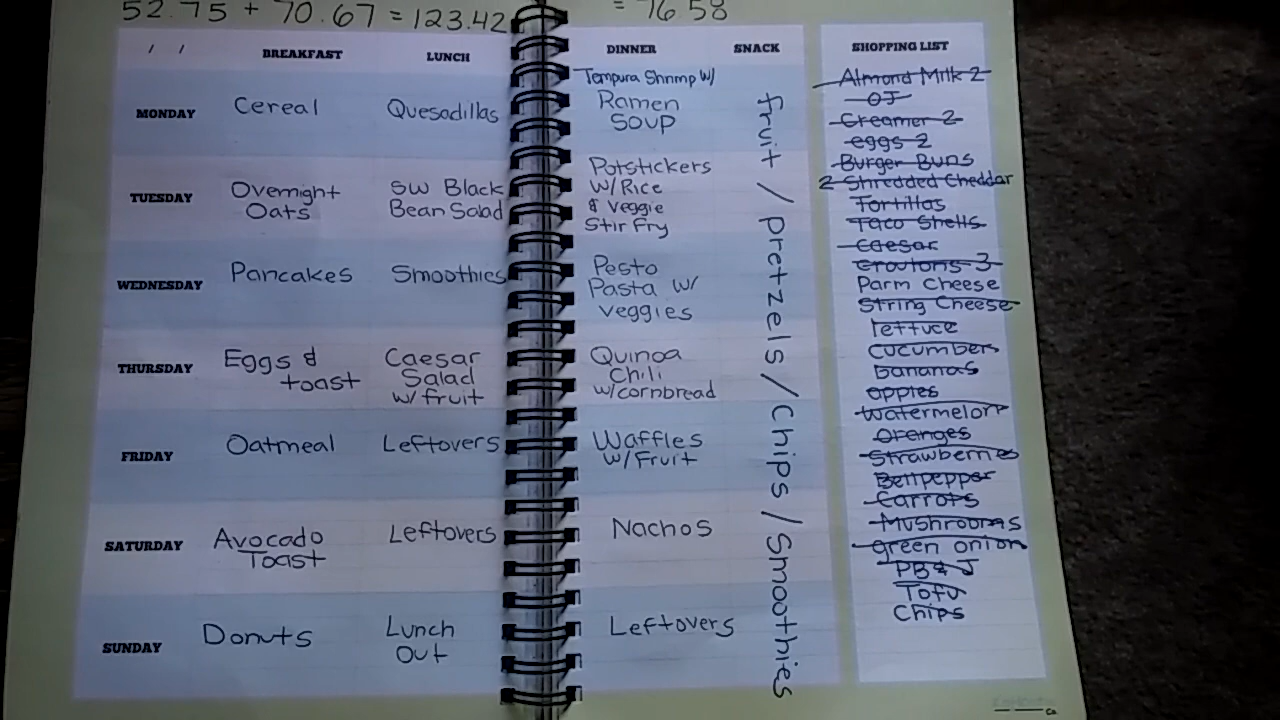 52.75 + 70.67 = 123.42
= 76.58
BREAKFAST LUNCH DINNER SNACK SHOPPING LIST
MONDAY
Cereal
Quesadillas
Tempura Shrimp W/
Ramen
SOUP
TUESDAY
Overnight
Oats
SW Black
Bean Salad
Potstickers
W/Rice
& Veggie
Stir Fry
WEDNESDAY
Pancakes
Smoothies
Pesto
Pasta W/
veggies
THURSDAY
Eggs &
toast
Caesar
Salad
w/ fruit
Quinoa
Chili
w/cornbread
FRIDAY
Oatmeal
Leftovers
Waffles
w/Fruit
SATURDAY
Avocado
Toast
Leftovers
Nachos
SUNDAY
Donuts
Lunch
Out
Leftovers
fruit / pretzels / Chips / Smoothies
Almond Milk 2
OJ
Creamer 2
eggs 2
Burger Buns
2 Shredded Cheddar
Tortillas
Taco Shells
Caesar
Croutons 3
Parm Cheese
String Cheese
lettuce
cucumbers
bananas
apples
Watermelon
Oranges
Strawberries
Bellpepper
Carrots
Mushrooms
green onion
PB & J
Tofu
Chips